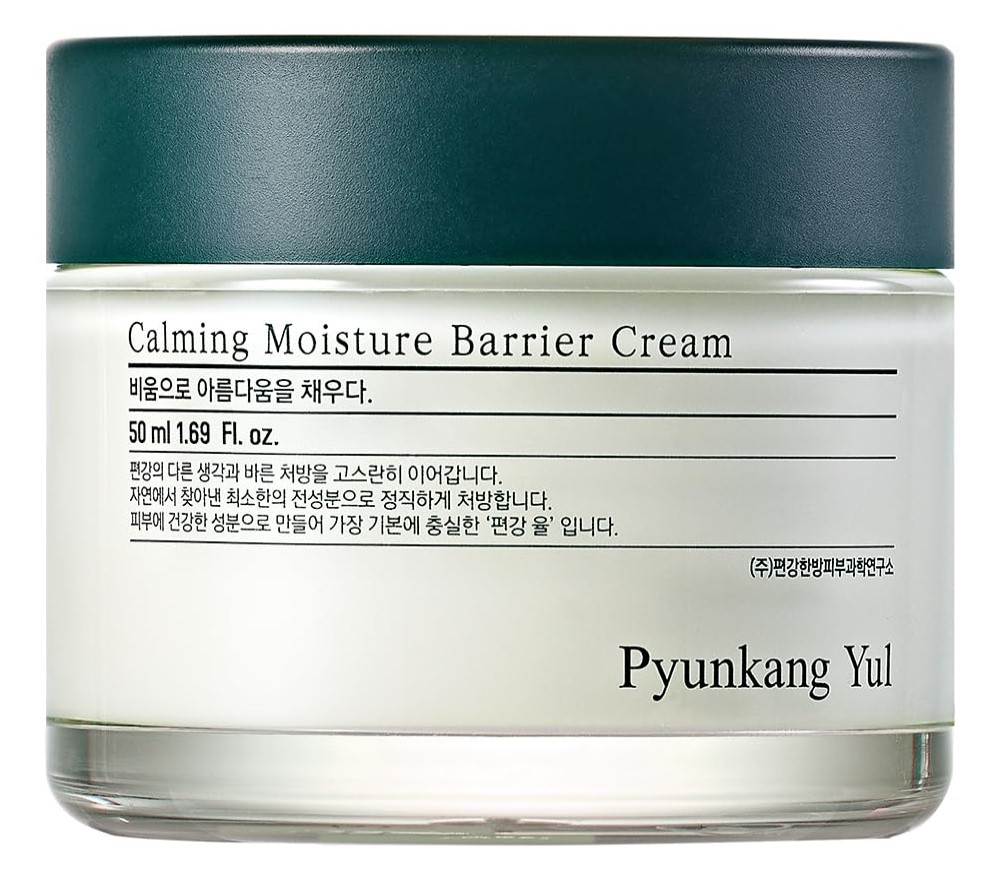 Calming Moisture Barrier Cream
비움으로 아름다움을 채우다.
50 ml 1.69 Fl. oz.
편강의 다른 생각과 바른 처방을 고스란히 이어갑니다.
자연에서 찾아낸 최소한의 전성분으로 정직하게 처방합니다.
피부에 건강한 성분으로 만들어 가장 기본에 충실한 ‘편강 율’ 입니다.
(주)편강한방피부과학연구소
Pyunkang Yul